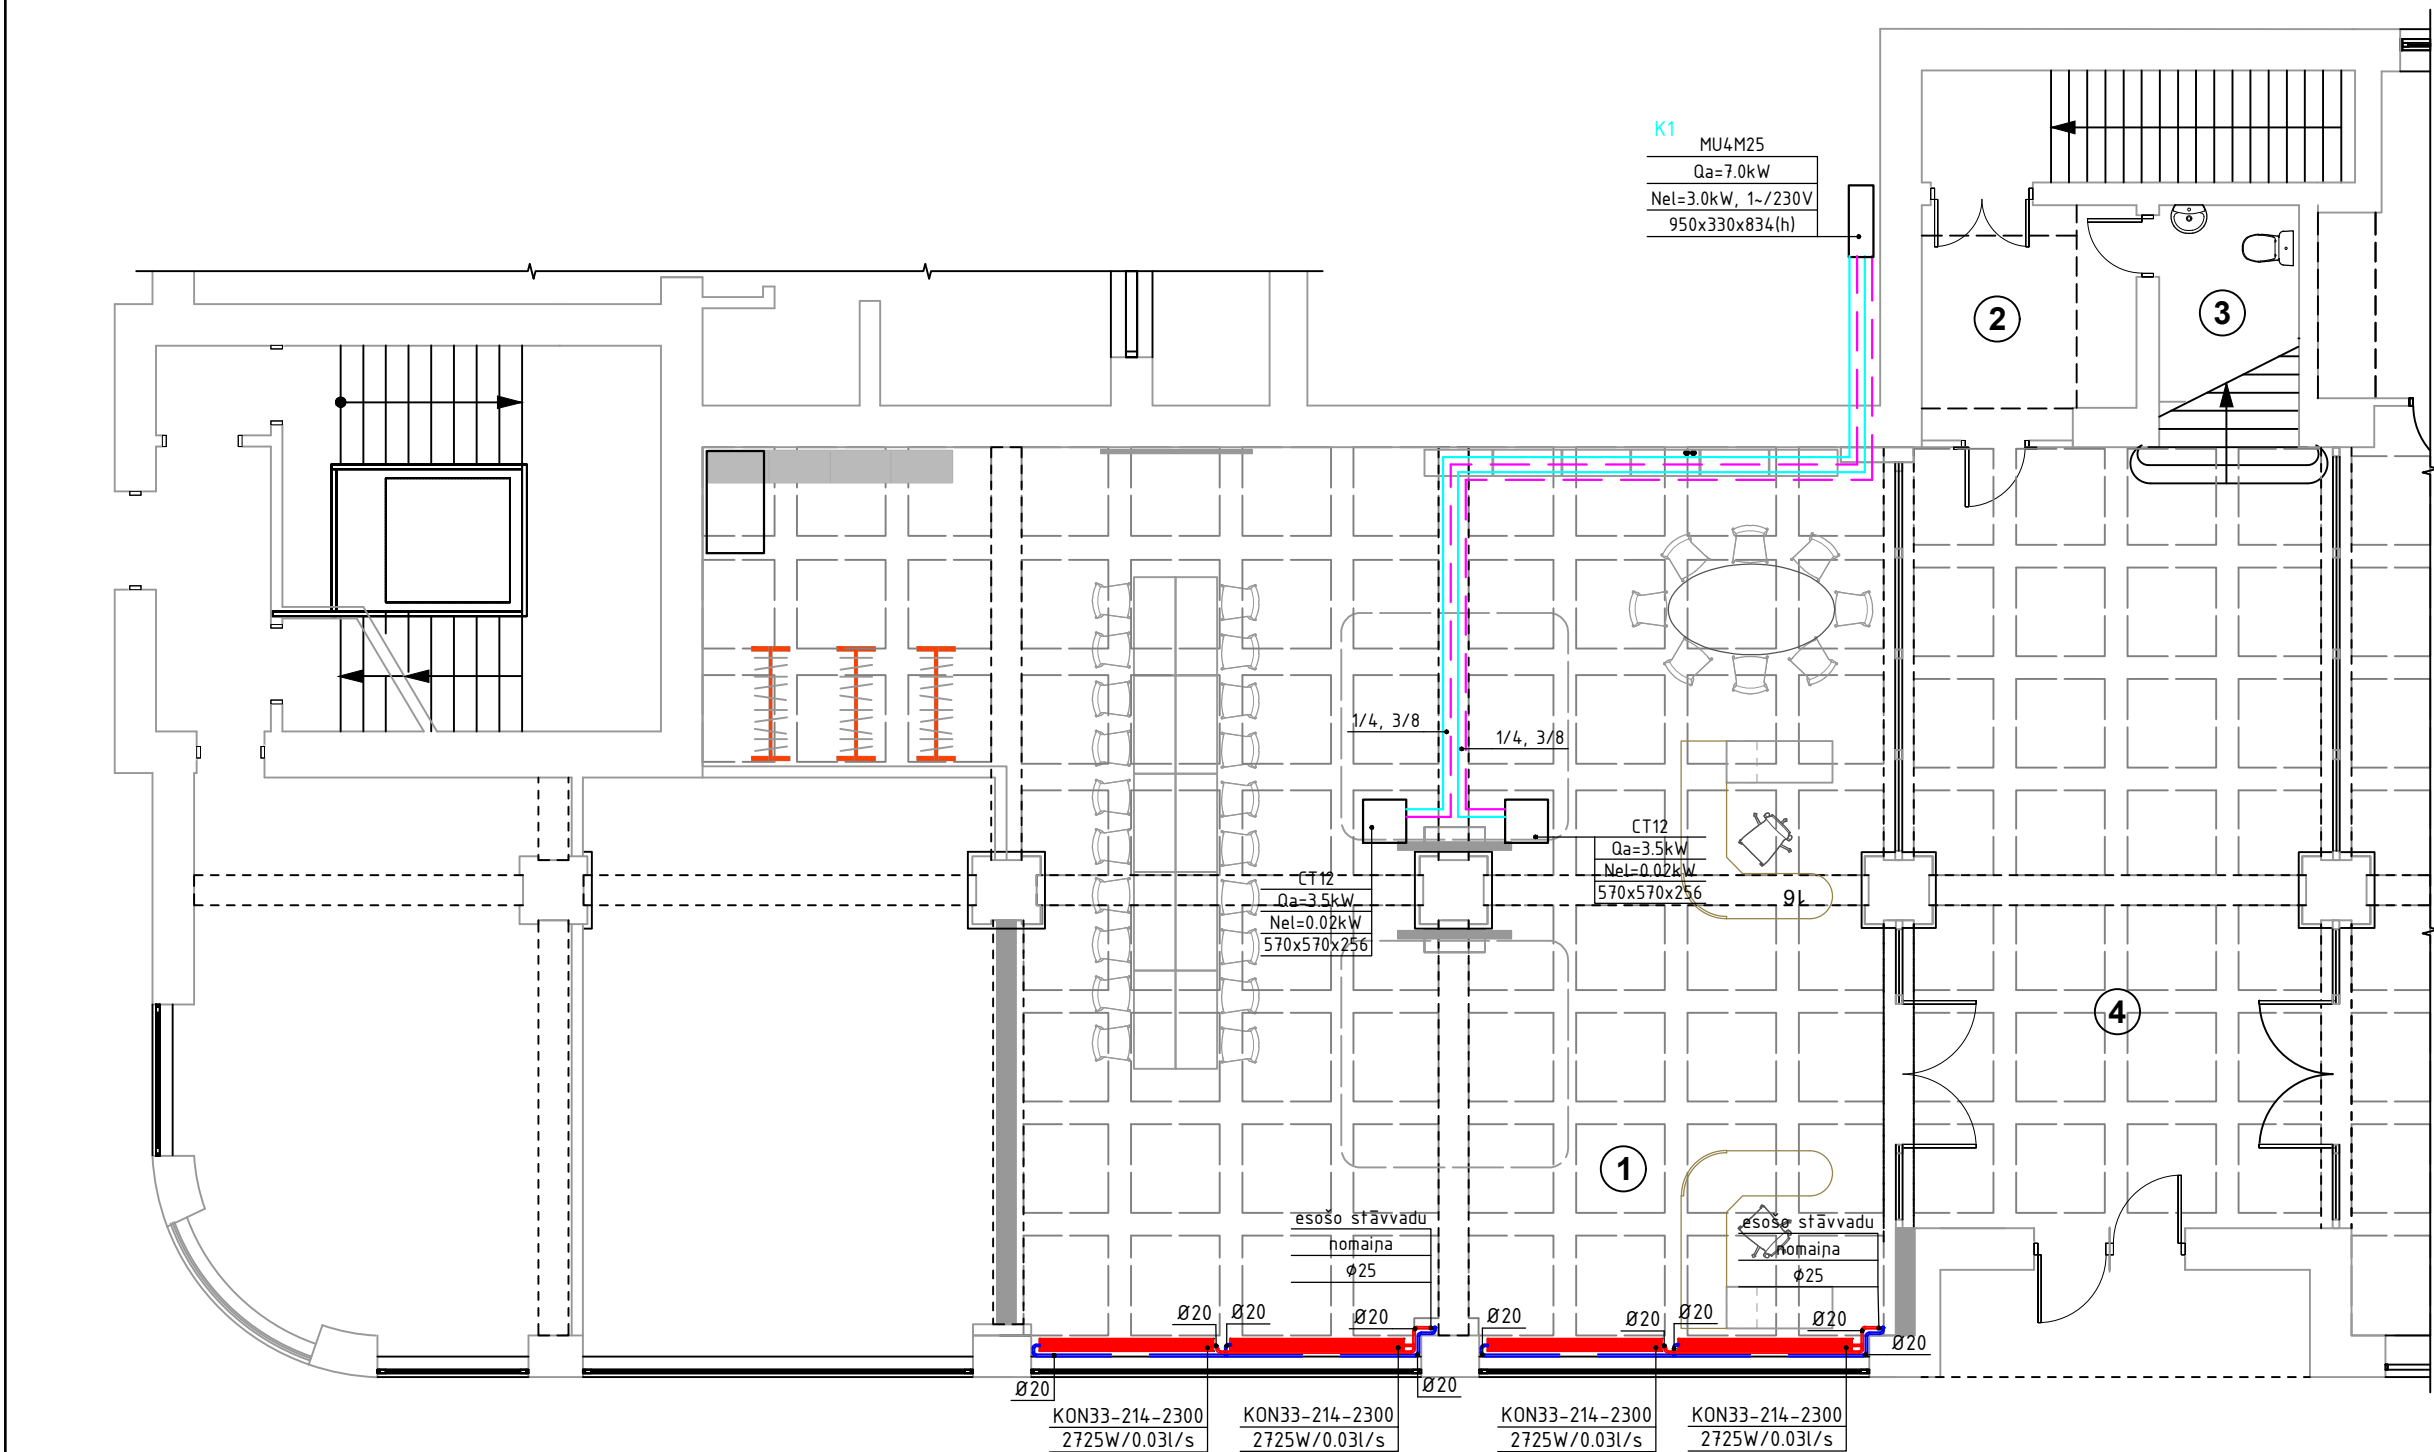 K1
MU4M25
Qa=7.0kW
Nel=3.0kW, 1~/230V
950x330x834(h)
2
3
1/4, 3/8
1/4, 3/8
CT12
Qa=3.5kW
Nel=0.02kW
570x570x256
CT12
Qa=3.5kW
Nel=0.02kW
570x570x256
4
1
esošo stāvvadu
nomaiņa
ϕ25
esošo stāvvadu
nomaiņa
ϕ25
Ø20
Ø20
Ø20
Ø20
Ø20
Ø20
Ø20
Ø20
Ø20
Ø20
KON33-214-2300
2725W/0.03l/s
KON33-214-2300
2725W/0.03l/s
KON33-214-2300
2725W/0.03l/s
KON33-214-2300
2725W/0.03l/s